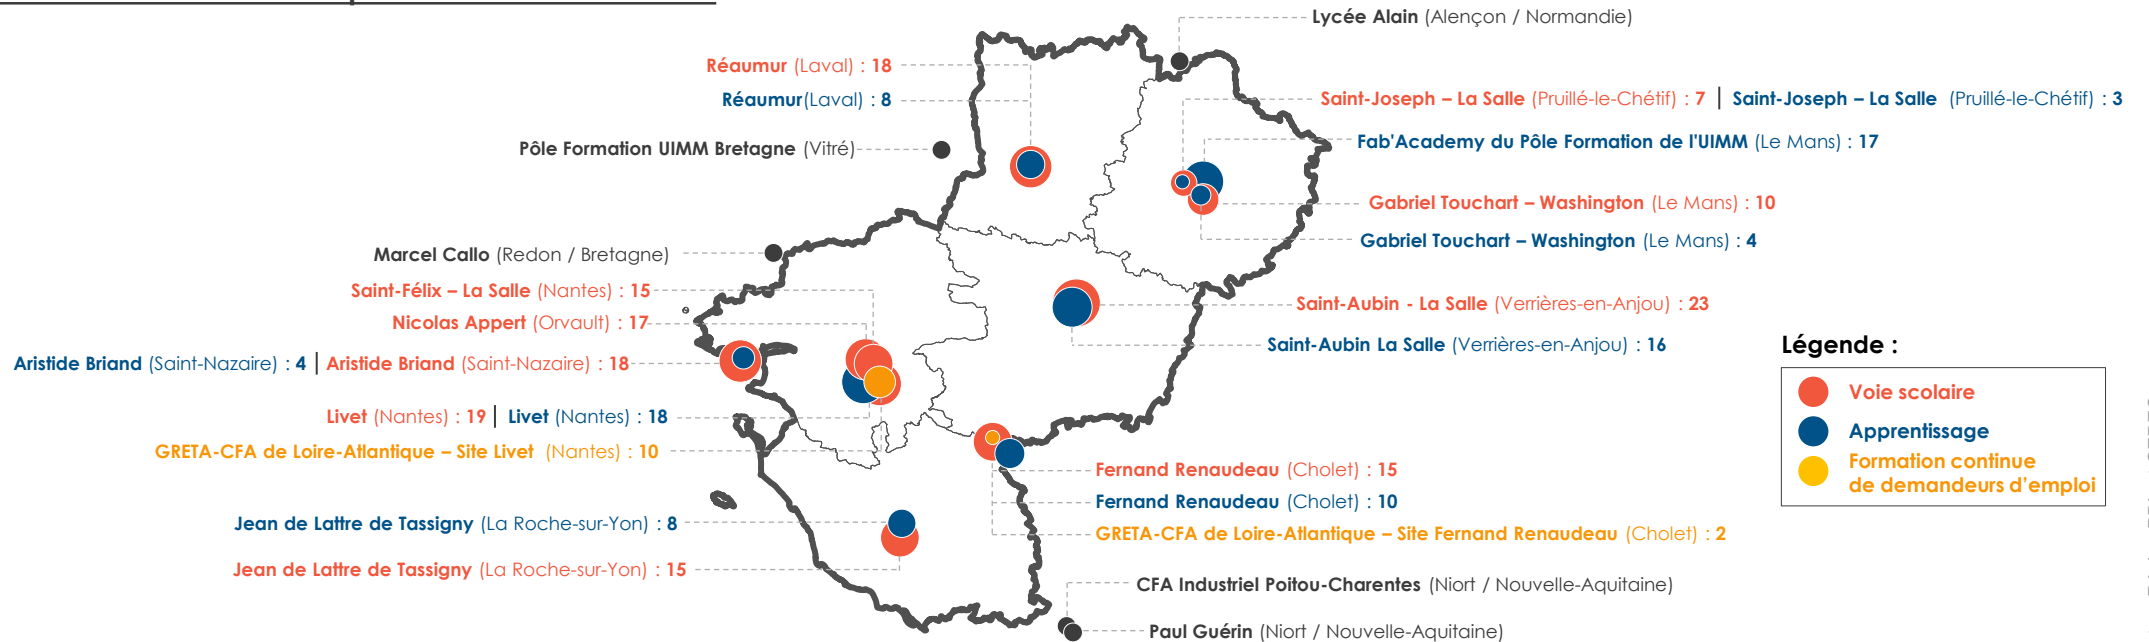 Lycée Alain (Alençon / Normandie)
Réaumur (Laval) : 18
Réaumur(Laval) : 8
Saint-Joseph – La Salle (Pruillé-le-Chétif) : 7 | Saint-Joseph – La Salle (Pruillé-le-Chétif) : 3
Fab'Academy du Pôle Formation de l'UIMM (Le Mans) : 17
Pôle Formation UIMM Bretagne (Vitré)
Gabriel Touchart – Washington (Le Mans) : 10
Gabriel Touchart – Washington (Le Mans) : 4
Marcel Callo (Redon / Bretagne)
Saint-Félix – La Salle (Nantes) : 15
Nicolas Appert (Orvault) : 17
Aristide Briand (Saint-Nazaire) : 4 | Aristide Briand (Saint-Nazaire) : 18
Saint-Aubin - La Salle (Verrières-en-Anjou) : 23
Saint-Aubin La Salle (Verrières-en-Anjou) : 16
Livet (Nantes) : 19 | Livet (Nantes) : 18
GRETA-CFA de Loire-Atlantique – Site Livet (Nantes) : 10
Fernand Renaudeau (Cholet) : 15
Fernand Renaudeau (Cholet) : 10
GRETA-CFA de Loire-Atlantique – Site Fernand Renaudeau (Cholet) : 2
Jean de Lattre de Tassigny (La Roche-sur-Yon) : 8
Jean de Lattre de Tassigny (La Roche-sur-Yon) : 15
CFA Industriel Poitou-Charentes (Niort / Nouvelle-Aquitaine)
Paul Guérin (Niort / Nouvelle-Aquitaine)
Légende :
Voie scolaire
Apprentissage
Formation continue
de demandeurs d'emploi